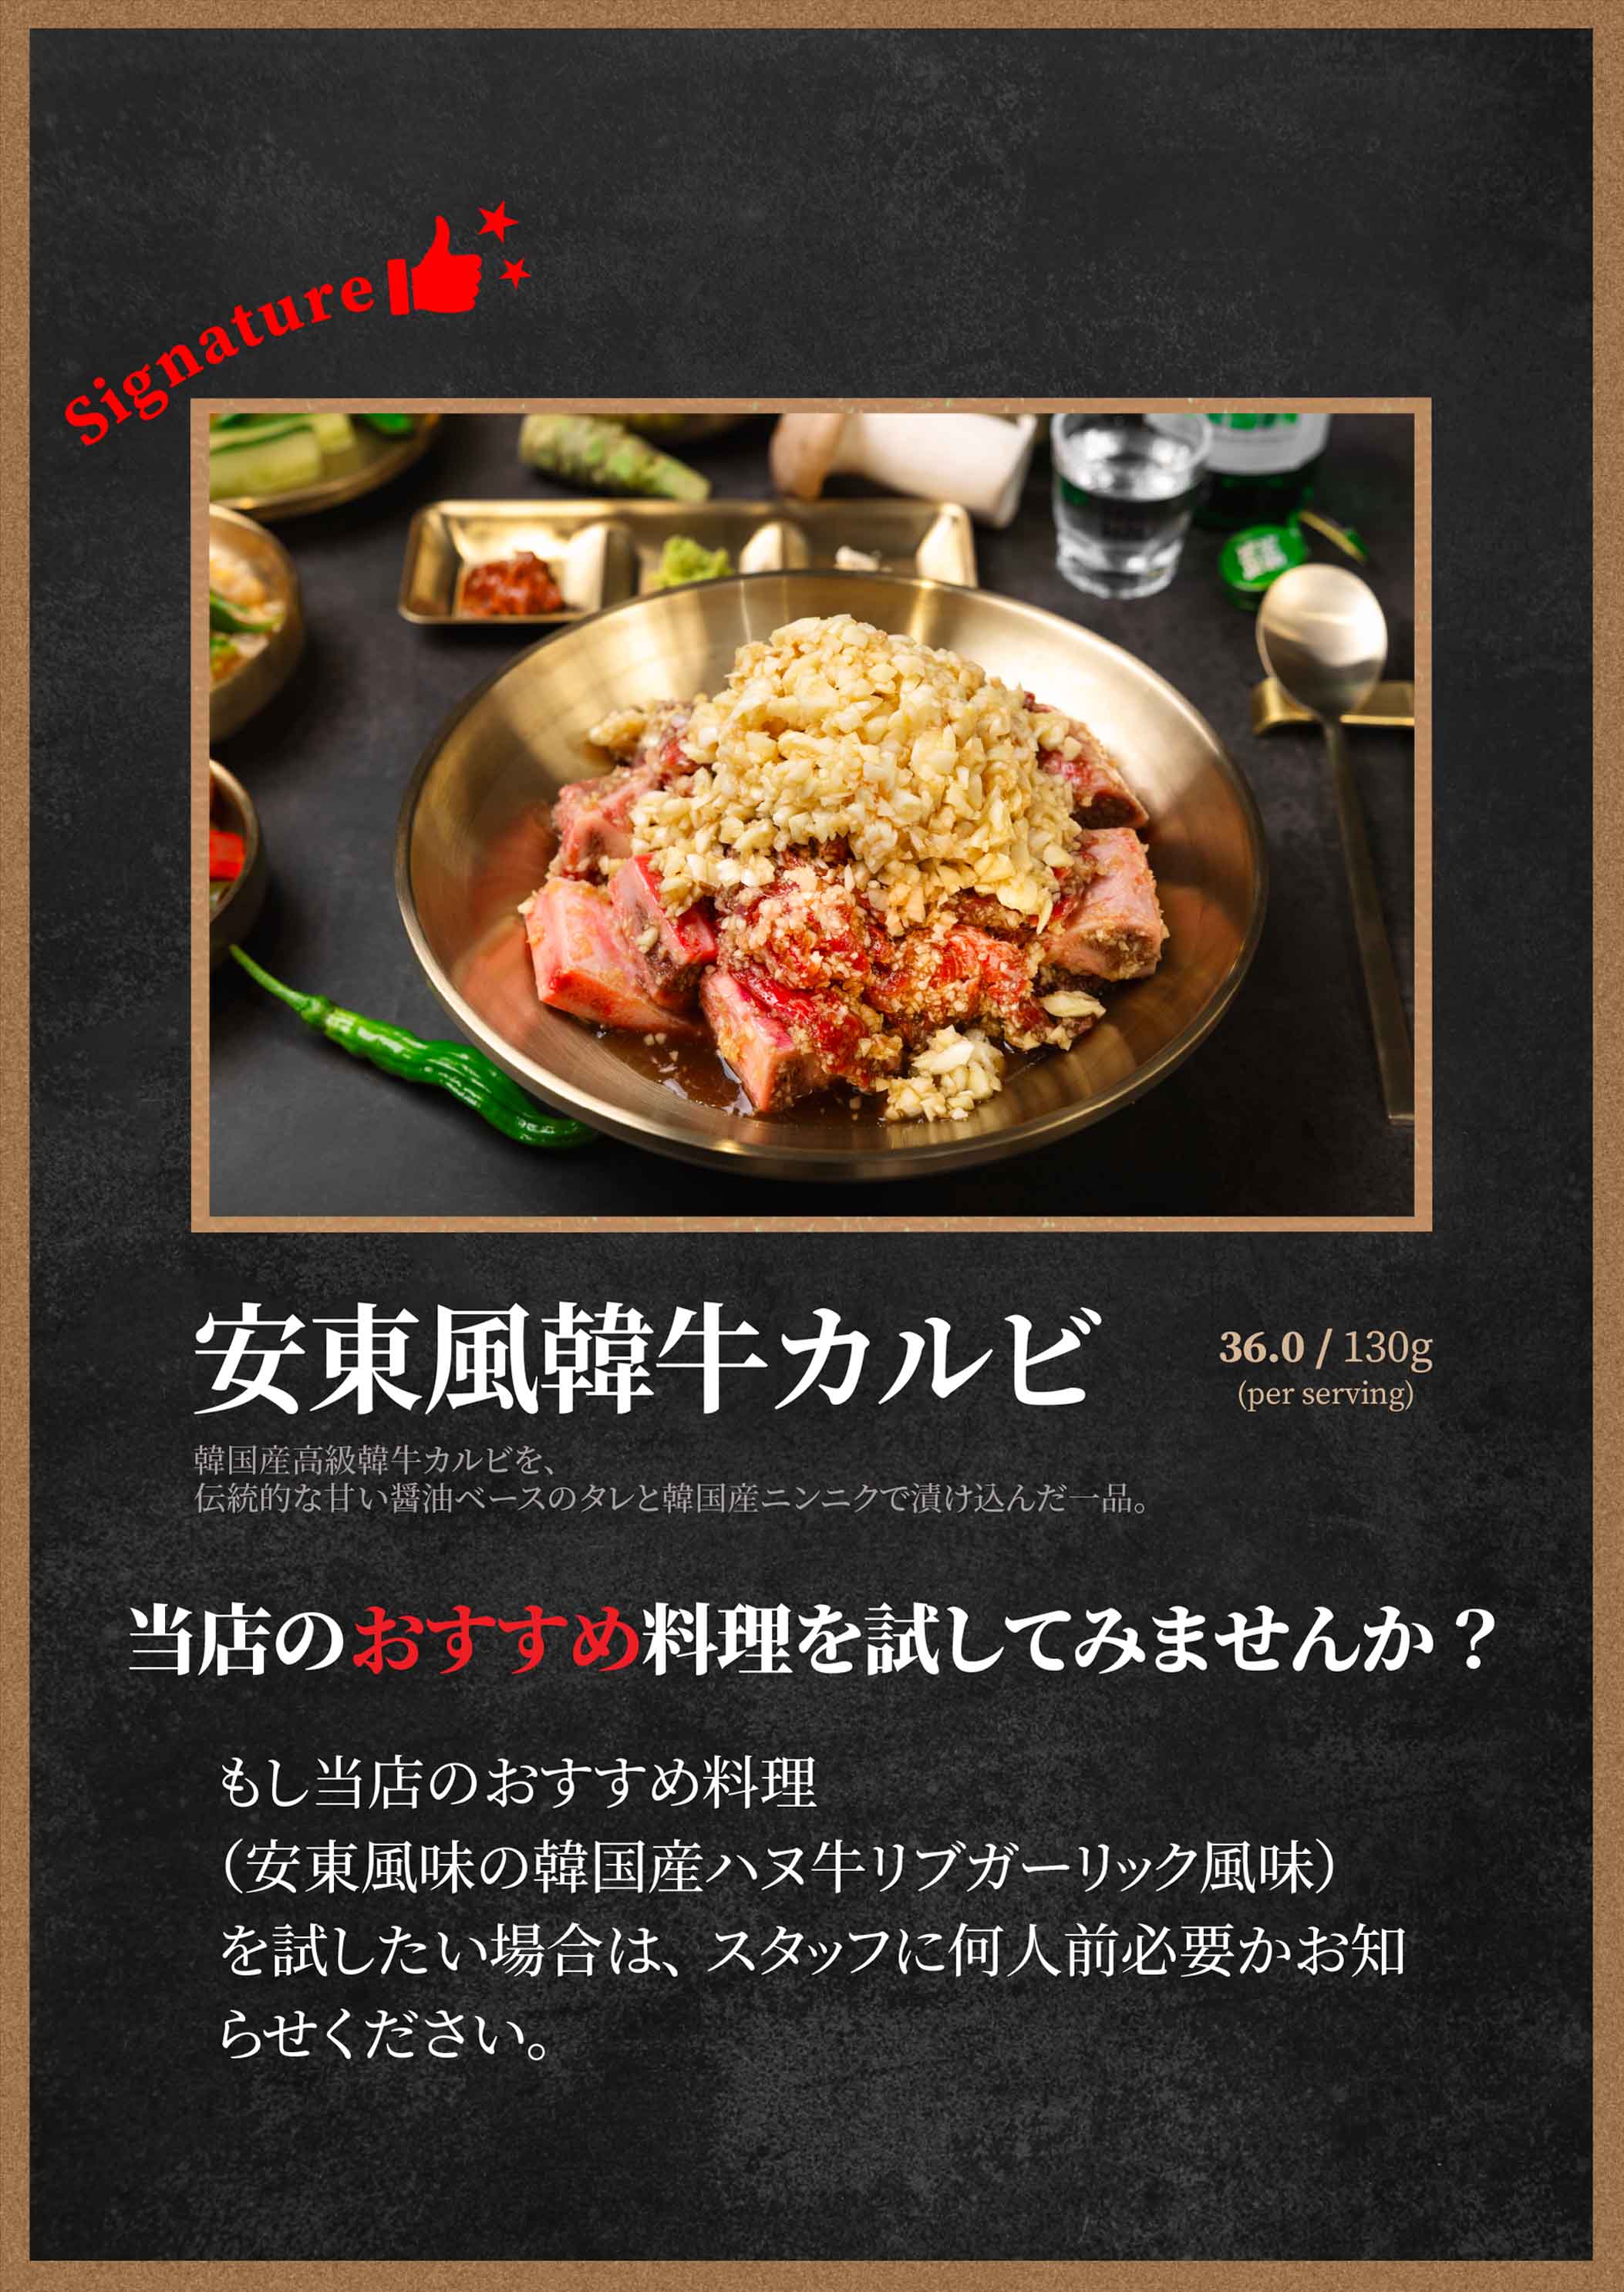 Signature
安東風韓牛カルビ
36.0 / 130g
(per serving)
韓国産高級韓牛カルビを、
伝統的な甘い醤油ベースのタレと韓国産ニンニクで漬け込んだ一品。
当店のおすすめ料理を試してみませんか？
もし当店のおすすめ料理
（安東風味の韓国産ハヌ牛リブガーリック風味）
を試したい場合は、スタッフに何人前必要かお知
らせください。